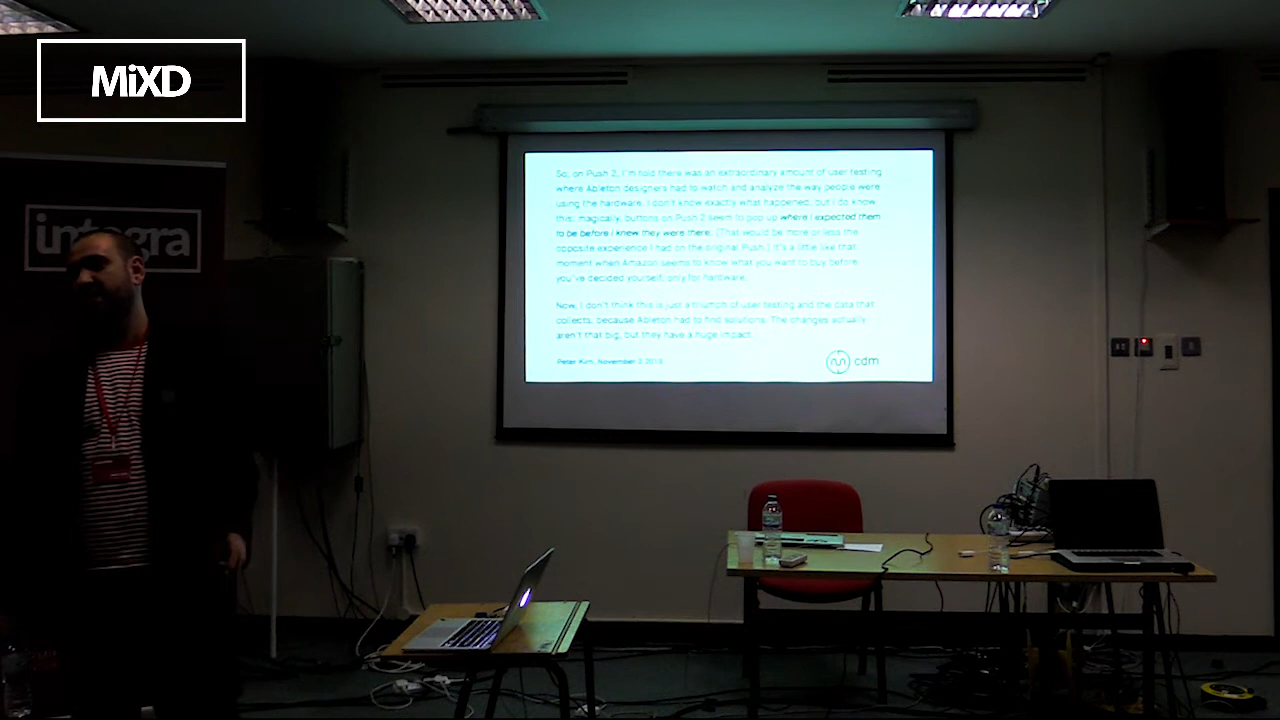 MiXD
integra
So, on Push 2, I'm told there was an extraordinary amount of user testing
where Ableton designers had to watch and analyze the way people were
using the hardware. I don't know exactly what happened, but I do know
this: magically, buttons on Push 2 seem to pop up where I expected them
to be before I knew they were there. (That would be more or less the
opposite experience I had on the original Push.) It's a little like that
moment when Amazon seems to know what you want to buy before
you've decided yourself, only for hardware.
Now, I don't think this is just a triumph of user testing and the data that
collects, because Ableton had to find solutions. The changes actually
aren't that big, but they have a huge impact.
Peter Kirn, November 2 2015
cdm